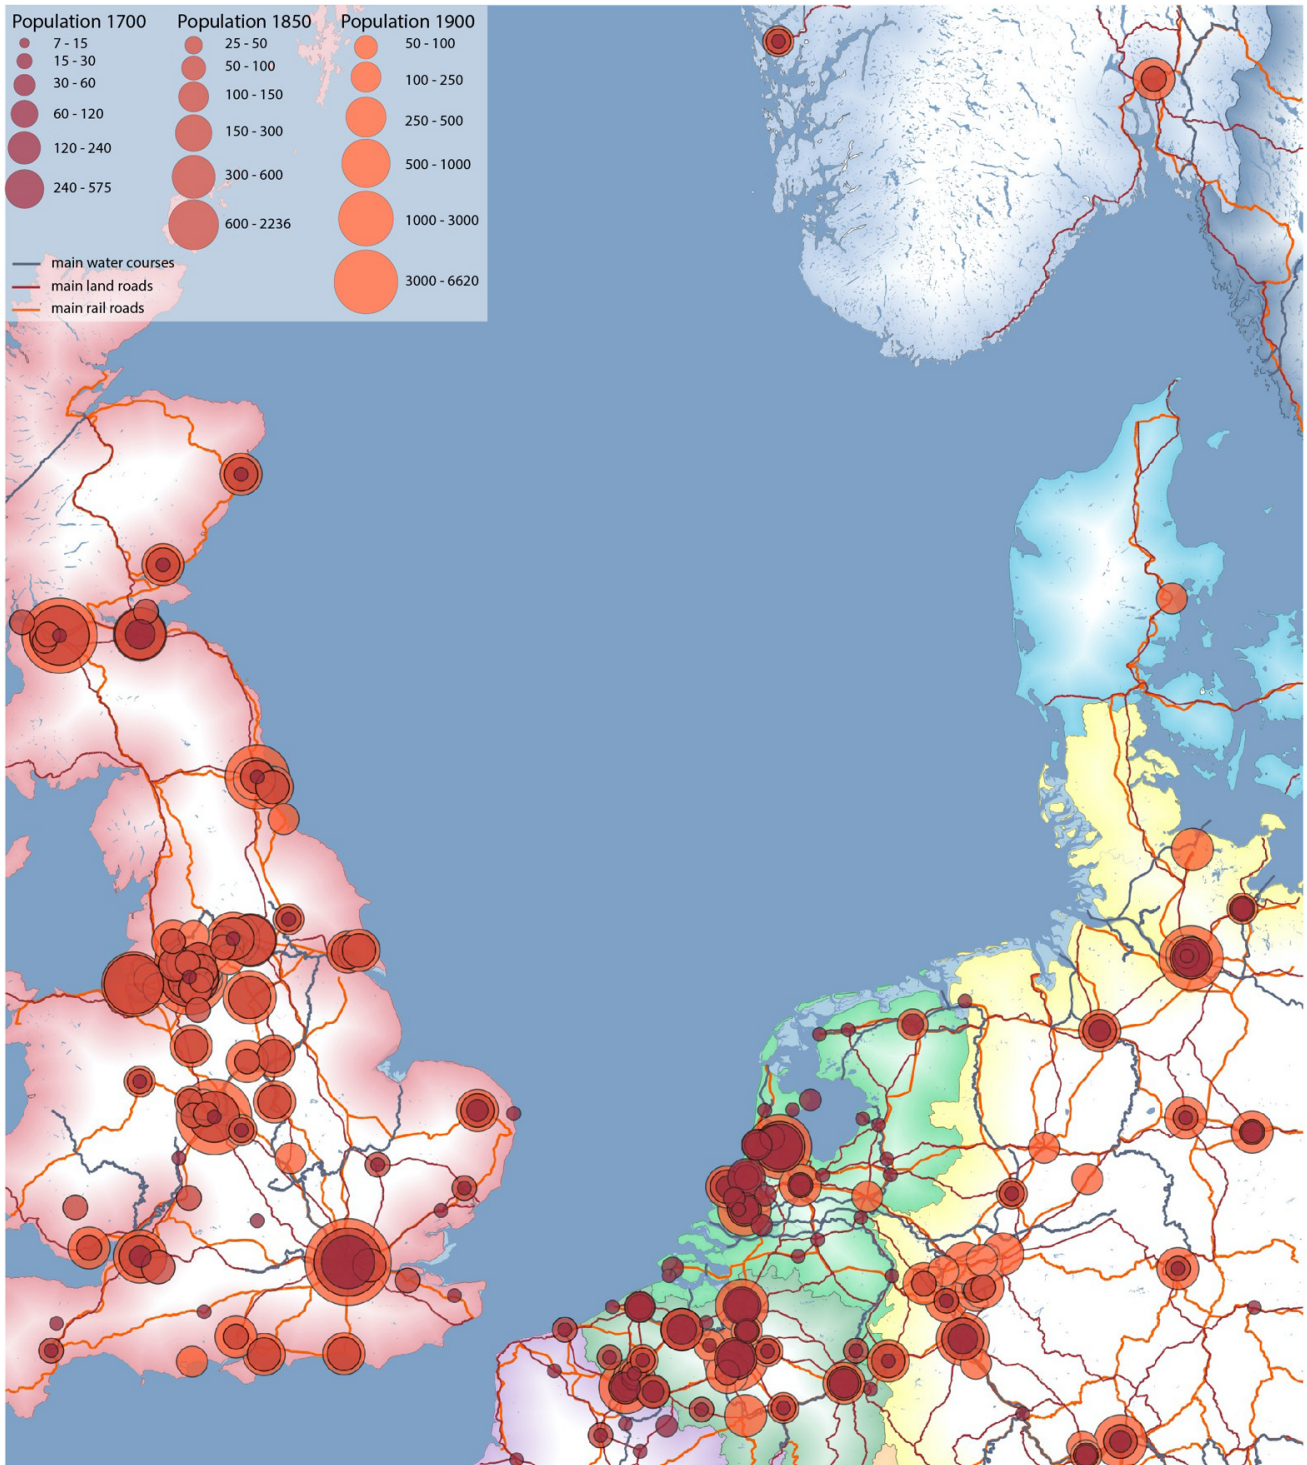 Population 1700
7 - 15
15 - 30
30 - 60
60 - 120
120 - 240
240 - 575
Population 1850
25 - 50
50 - 100
100 - 150
150 - 300
300 - 600
600 - 2236
Population 1900
50 - 100
100 - 250
250 - 500
500 - 1000
1000 - 3000
3000 - 6620
main water courses
main land roads
main rail roads